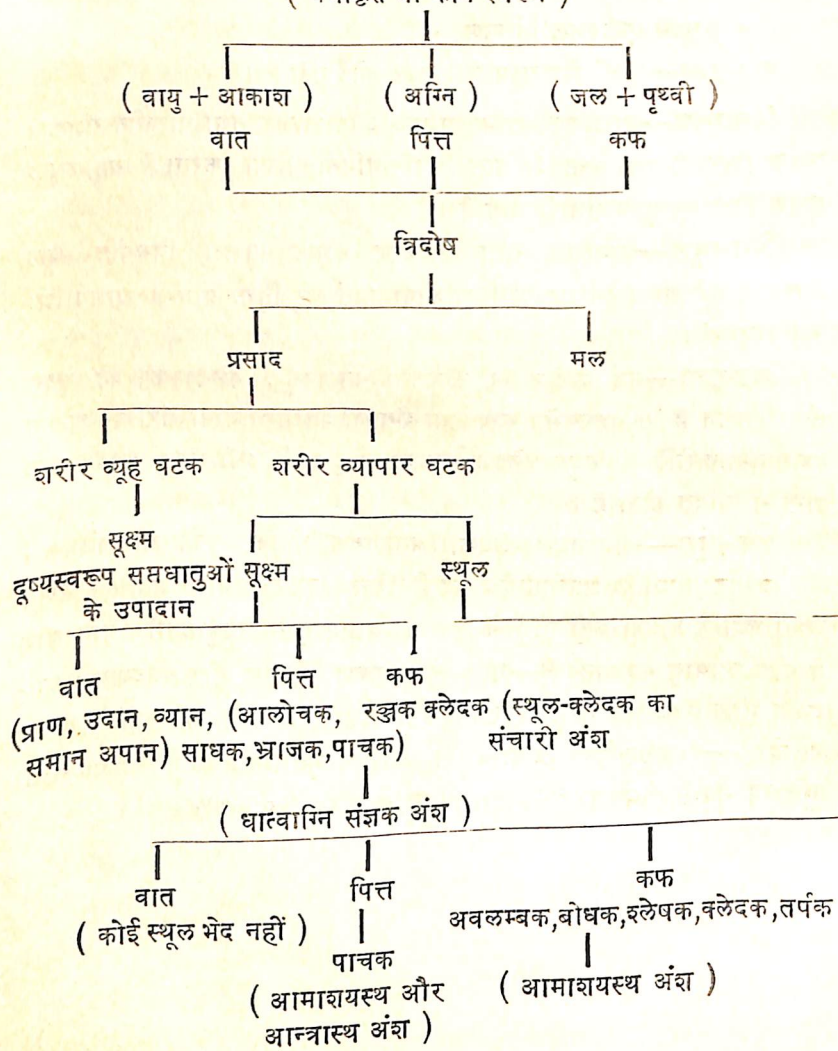 ( वायु + आकाश ) ( अग्नि ) ( जल + पृथ्वी )
वात पित्त कफ
त्रिदोष
प्रसाद मल
शरीर व्यूह घटक शरीर व्यापार घटक
सूक्ष्म
दूष्यस्वरूप सप्तधातुओं सूक्ष्म स्थूल
के उपादान
वात पित्त कफ
(प्राण, उदान, व्यान, (आलोचक, रञ्जक क्लेदक (स्थूल-क्लेदक का
समान अपान) साधक,भ्राजक,पाचक) संचारी अंश
( धात्वाग्नि संज्ञक अंश )
वात पित्त कफ
( कोई स्थूल भेद नहीं ) अवलम्बक,बोधक,श्लेषक,क्लेदक,तर्पक
पाचक
( आमाशयस्थ और ( आमाशयस्थ अंश )
आन्त्रास्थ अंश )